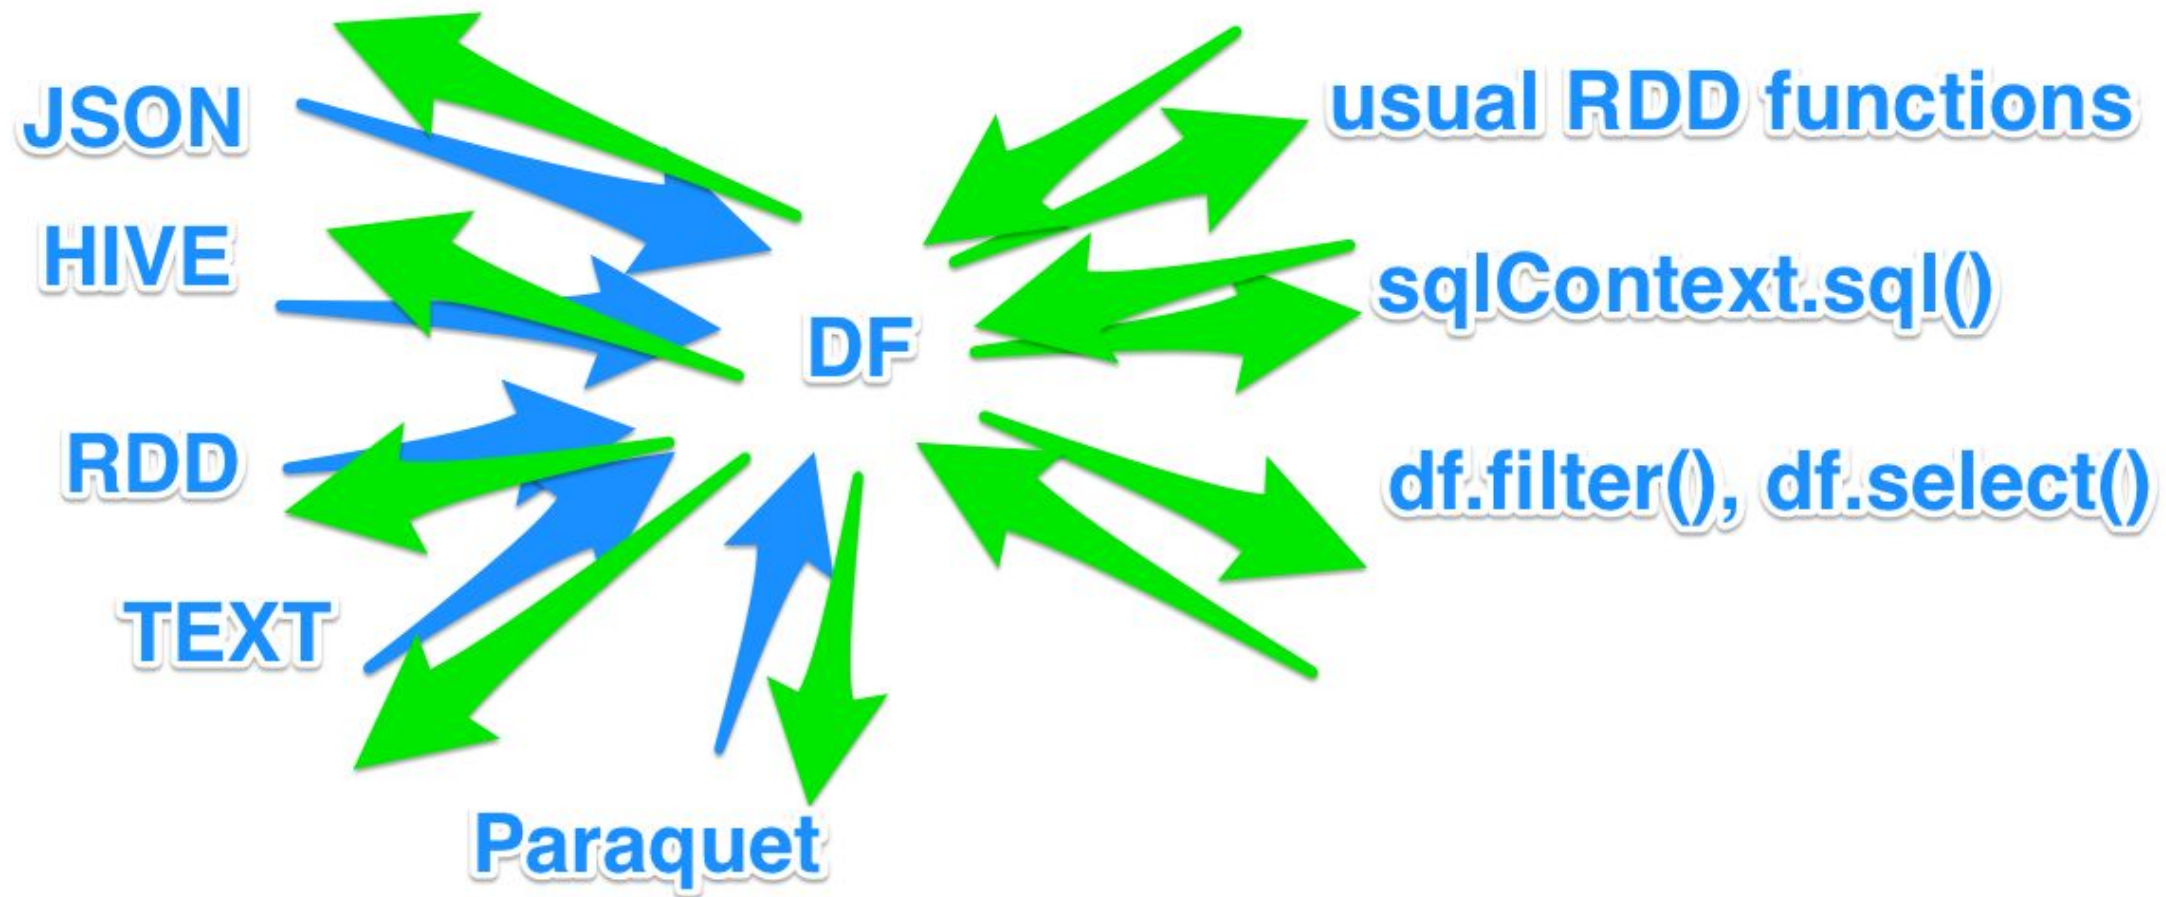 JSON
HIVE
RDD
TEXT
Paraquet
DF
usual RDD functions
sqlContext.sql()
df.filter(), df.select()